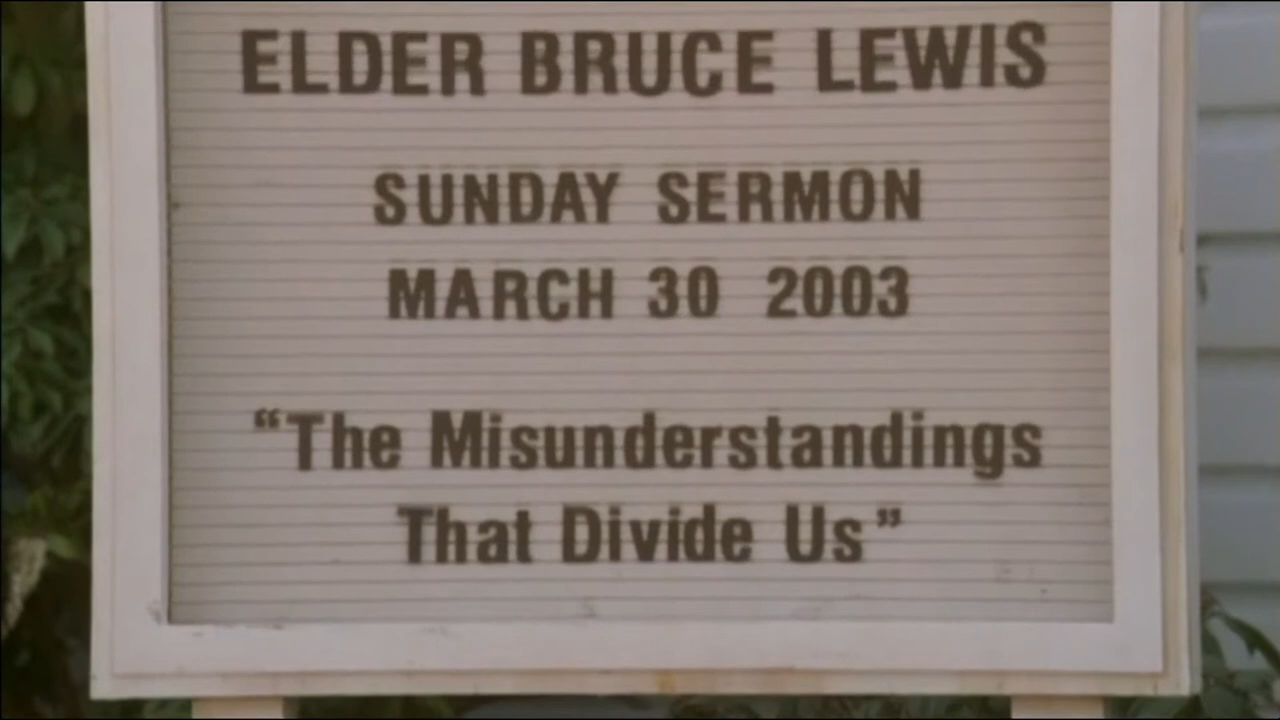 ELDER BRUCE LEWIS
SUNDAY SERMON
MARCH 30 2003
“The Misunderstandings
That Divide Us”